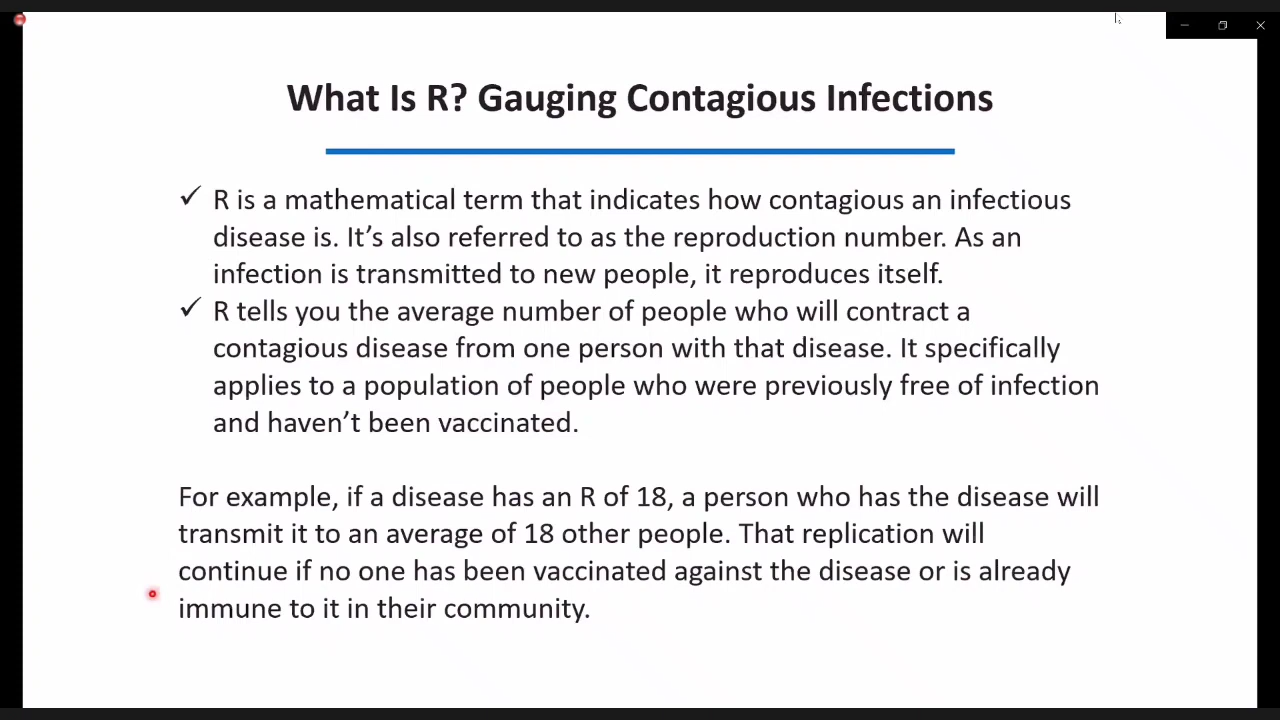 What Is R? Gauging Contagious Infections
✓ R is a mathematical term that indicates how contagious an infectious
disease is. It’s also referred to as the reproduction number. As an
infection is transmitted to new people, it reproduces itself.
✓ R tells you the average number of people who will contract a
contagious disease from one person with that disease. It specifically
applies to a population of people who were previously free of infection
and haven’t been vaccinated.
For example, if a disease has an R of 18, a person who has the disease will
transmit it to an average of 18 other people. That replication will
continue if no one has been vaccinated against the disease or is already
immune to it in their community.